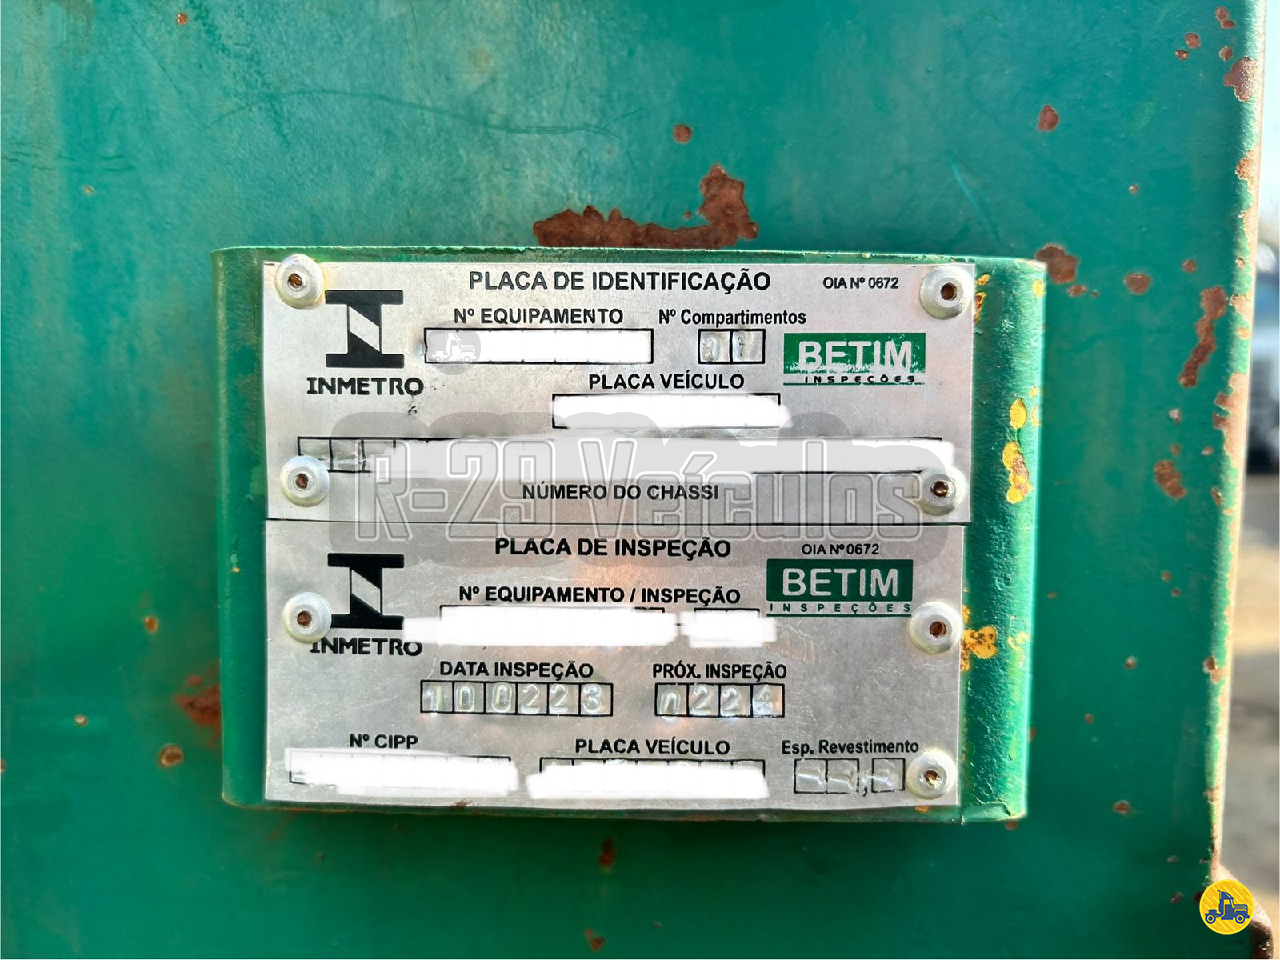 PLACA DE IDENTIFICAÇÃO
OIA Nº 0672
Nº EQUIPAMENTO
Nº Compartimentos
01
INMETRO
BETIM
INSPEÇÕES
PLACA VEÍCULO
R-29 Veículos
NÚMERO DO CHASSI
PLACA DE INSPEÇÃO
OIA Nº 0672
Nº EQUIPAMENTO / INSPEÇÃO
BETIM
INSPEÇÕES
INMETRO
DATA INSPEÇÃO
PRÓX. INSPEÇÃO
100223
0224
Nº CIPP
PLACA VEÍCULO
Esp. Revestimento
--,-